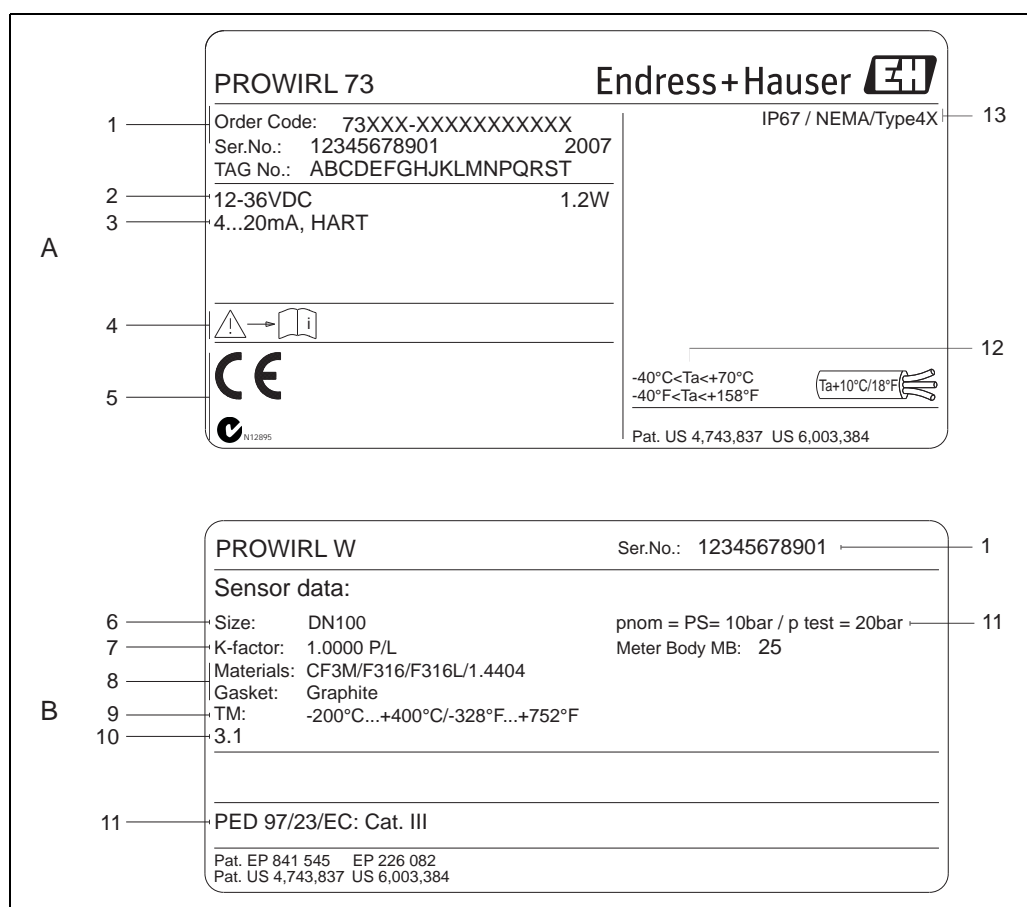 PROWIRL 73 Endress+Hauser EH
1 Order Code: 73XXX-XXXXXXXXXXX IP67 / NEMA/Type4X 13
Ser.No.: 12345678901 2007
TAG No.: ABCDEFGHJKLMNPQRST
2 12-36VDC 1.2W
3 4...20mA, HART
A
4 i
12
5 CE
-40°C<Ta<+70°C Ta+10°C/18°F
-40°F<Ta<+158°F
N12895 Pat. US 4,743,837 US 6,003,384
PROWIRL W Ser.No.: 12345678901 1
Sensor data:
6 Size: DN100 pnom = PS= 10bar / p test = 20bar 11
7 K-factor: 1.0000 P/L Meter Body MB: 25
8 Materials: CF3M/F316/F316L/1.4404
Gasket: Graphite
B
9 TM: -200°C...+400°C/-328°F...+752°F
10 3.1
11 PED 97/23/EC: Cat. III
Pat. EP 841 545 EP 226 082
Pat. US 4,743,837 US 6,003,384